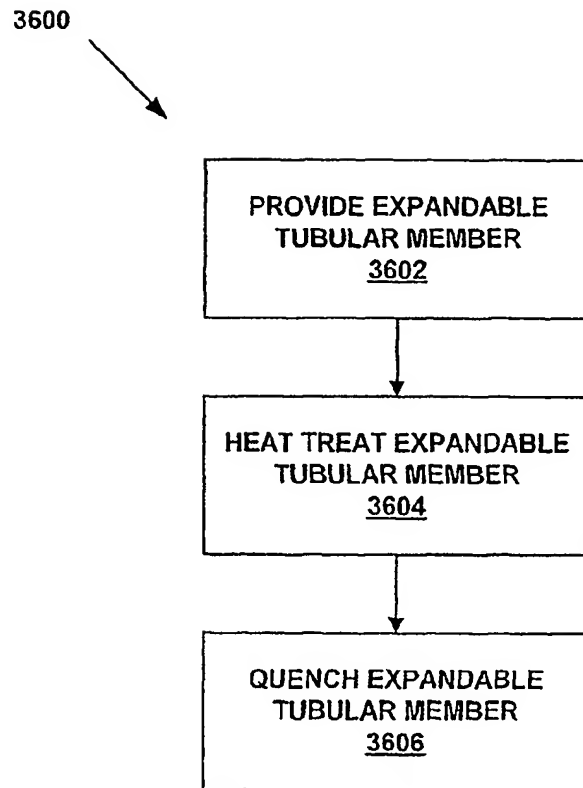 3600
PROVIDE EXPANDABLE
TUBULAR MEMBER
3602
HEAT TREAT EXPANDABLE
TUBULAR MEMBER
3604
QUENCH EXPANDABLE
TUBULAR MEMBER
3606